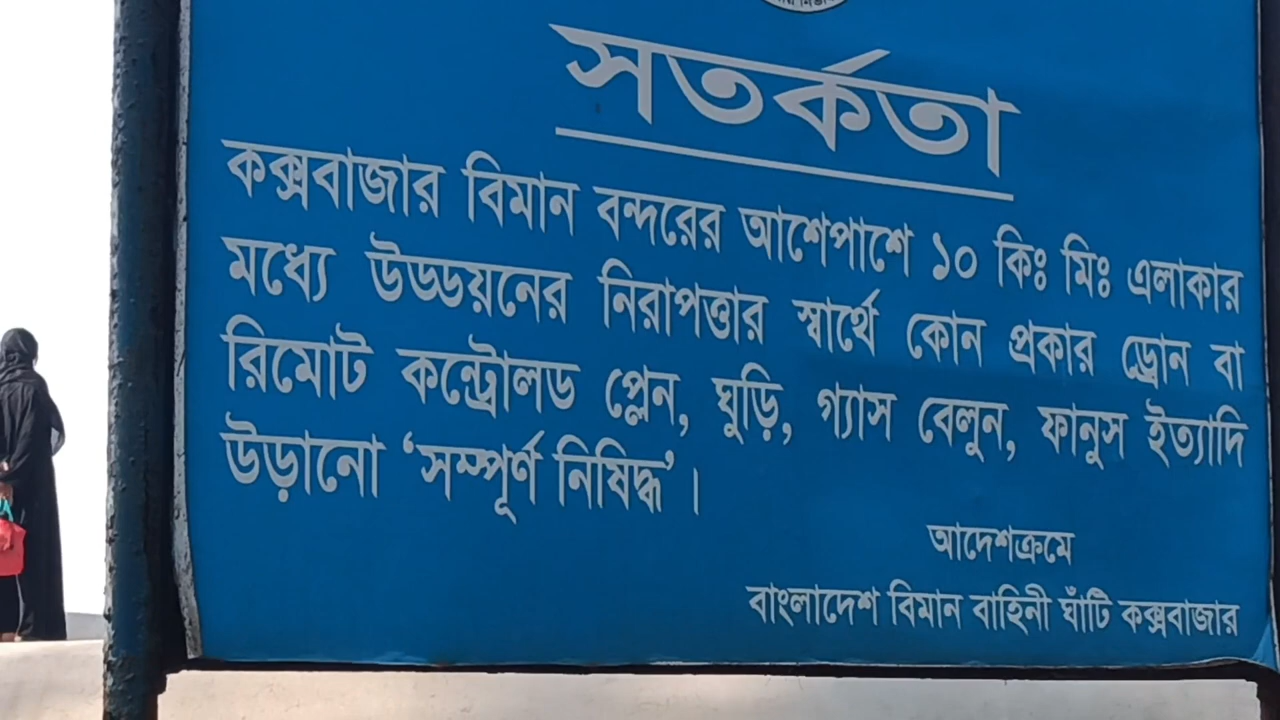 সতর্কতা
কক্সবাজার বিমান বন্দরের আশেপাশে ১০ কিঃ মিঃ এলাকার
মধ্যে উড্ডয়নের নিরাপত্তার স্বার্থে কোন প্রকার ড্রোন বা
রিমোট কন্ট্রোলড প্লেন, ঘুড়ি, গ্যাস বেলুন, ফানুস ইত্যাদি
উড়ানো ‘সম্পূর্ণ নিষিদ্ধ’।
আদেশক্রমে
বাংলাদেশ বিমান বাহিনী ঘাঁটি কক্সবাজার